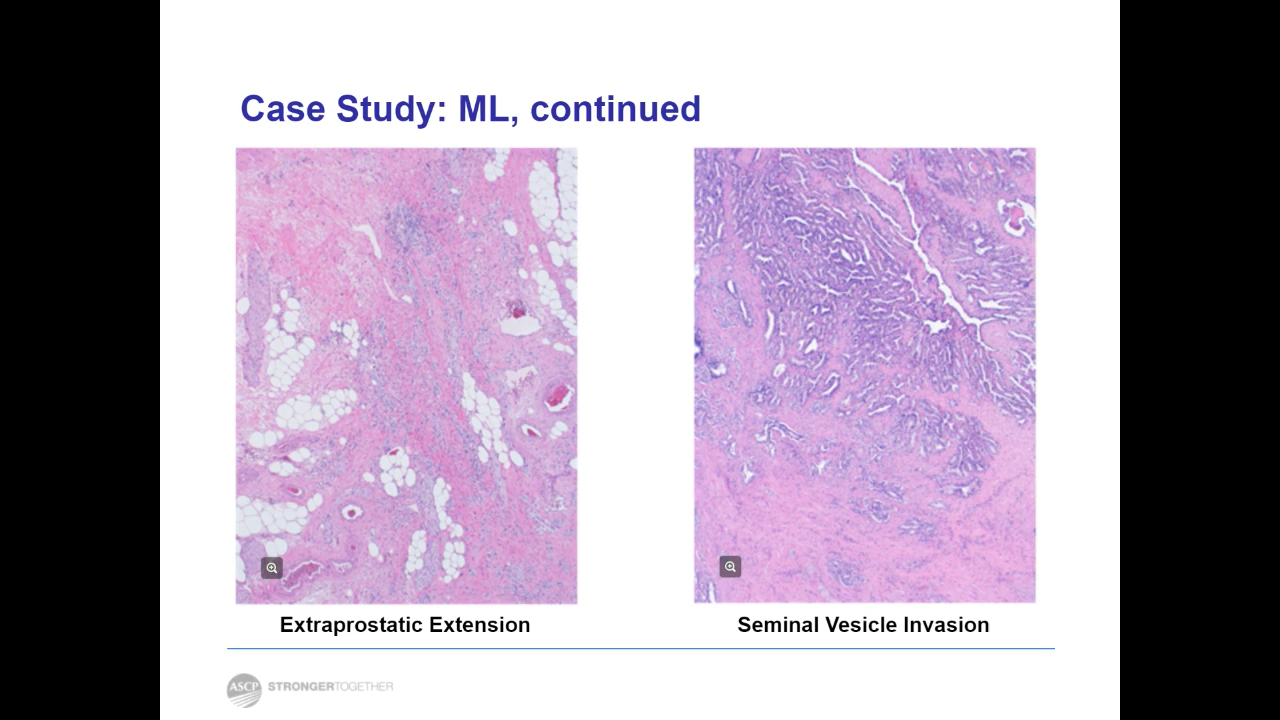 Case Study: ML, continued
Extraprostatic Extension
Seminal Vesicle Invasion
ASCP STRONGERTOGETHER